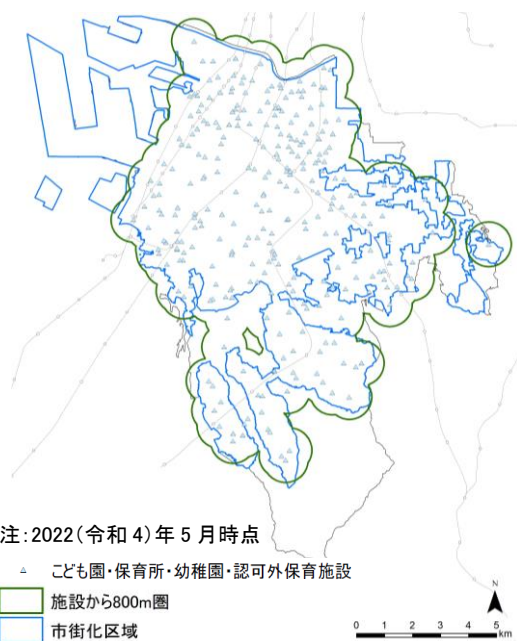 注:2022(令和4)年5月時点
こども園・保育所・幼稚園・認可外保育施設
施設から800m圏
市街化区域
N
0 1 2 3 4 5
km